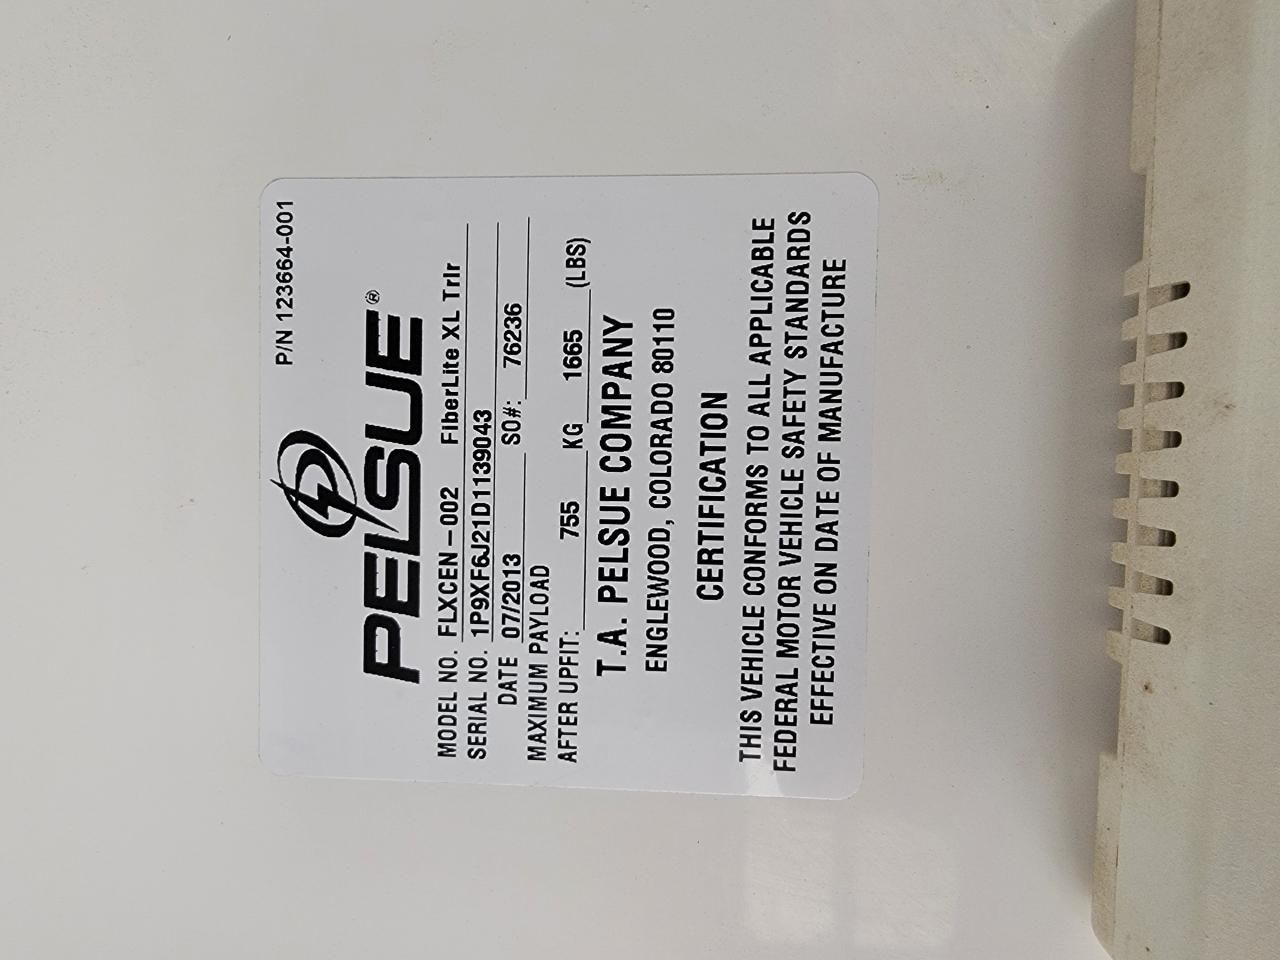 P/N 123664-001
PELSUE®
MODEL NO. FLXCEN-002 FiberLite XL Trlr
SERIAL NO. 1P9XF6J21D1139043
DATE 07/2013 SO#: 76236
MAXIMUM PAYLOAD
AFTER UPFIT: 755 KG 1665 (LBS)
T.A. PELSUE COMPANY
ENGLEWOOD, COLORADO 80110
CERTIFICATION
THIS VEHICLE CONFORMS TO ALL APPLICABLE
FEDERAL MOTOR VEHICLE SAFETY STANDARDS
EFFECTIVE ON DATE OF MANUFACTURE